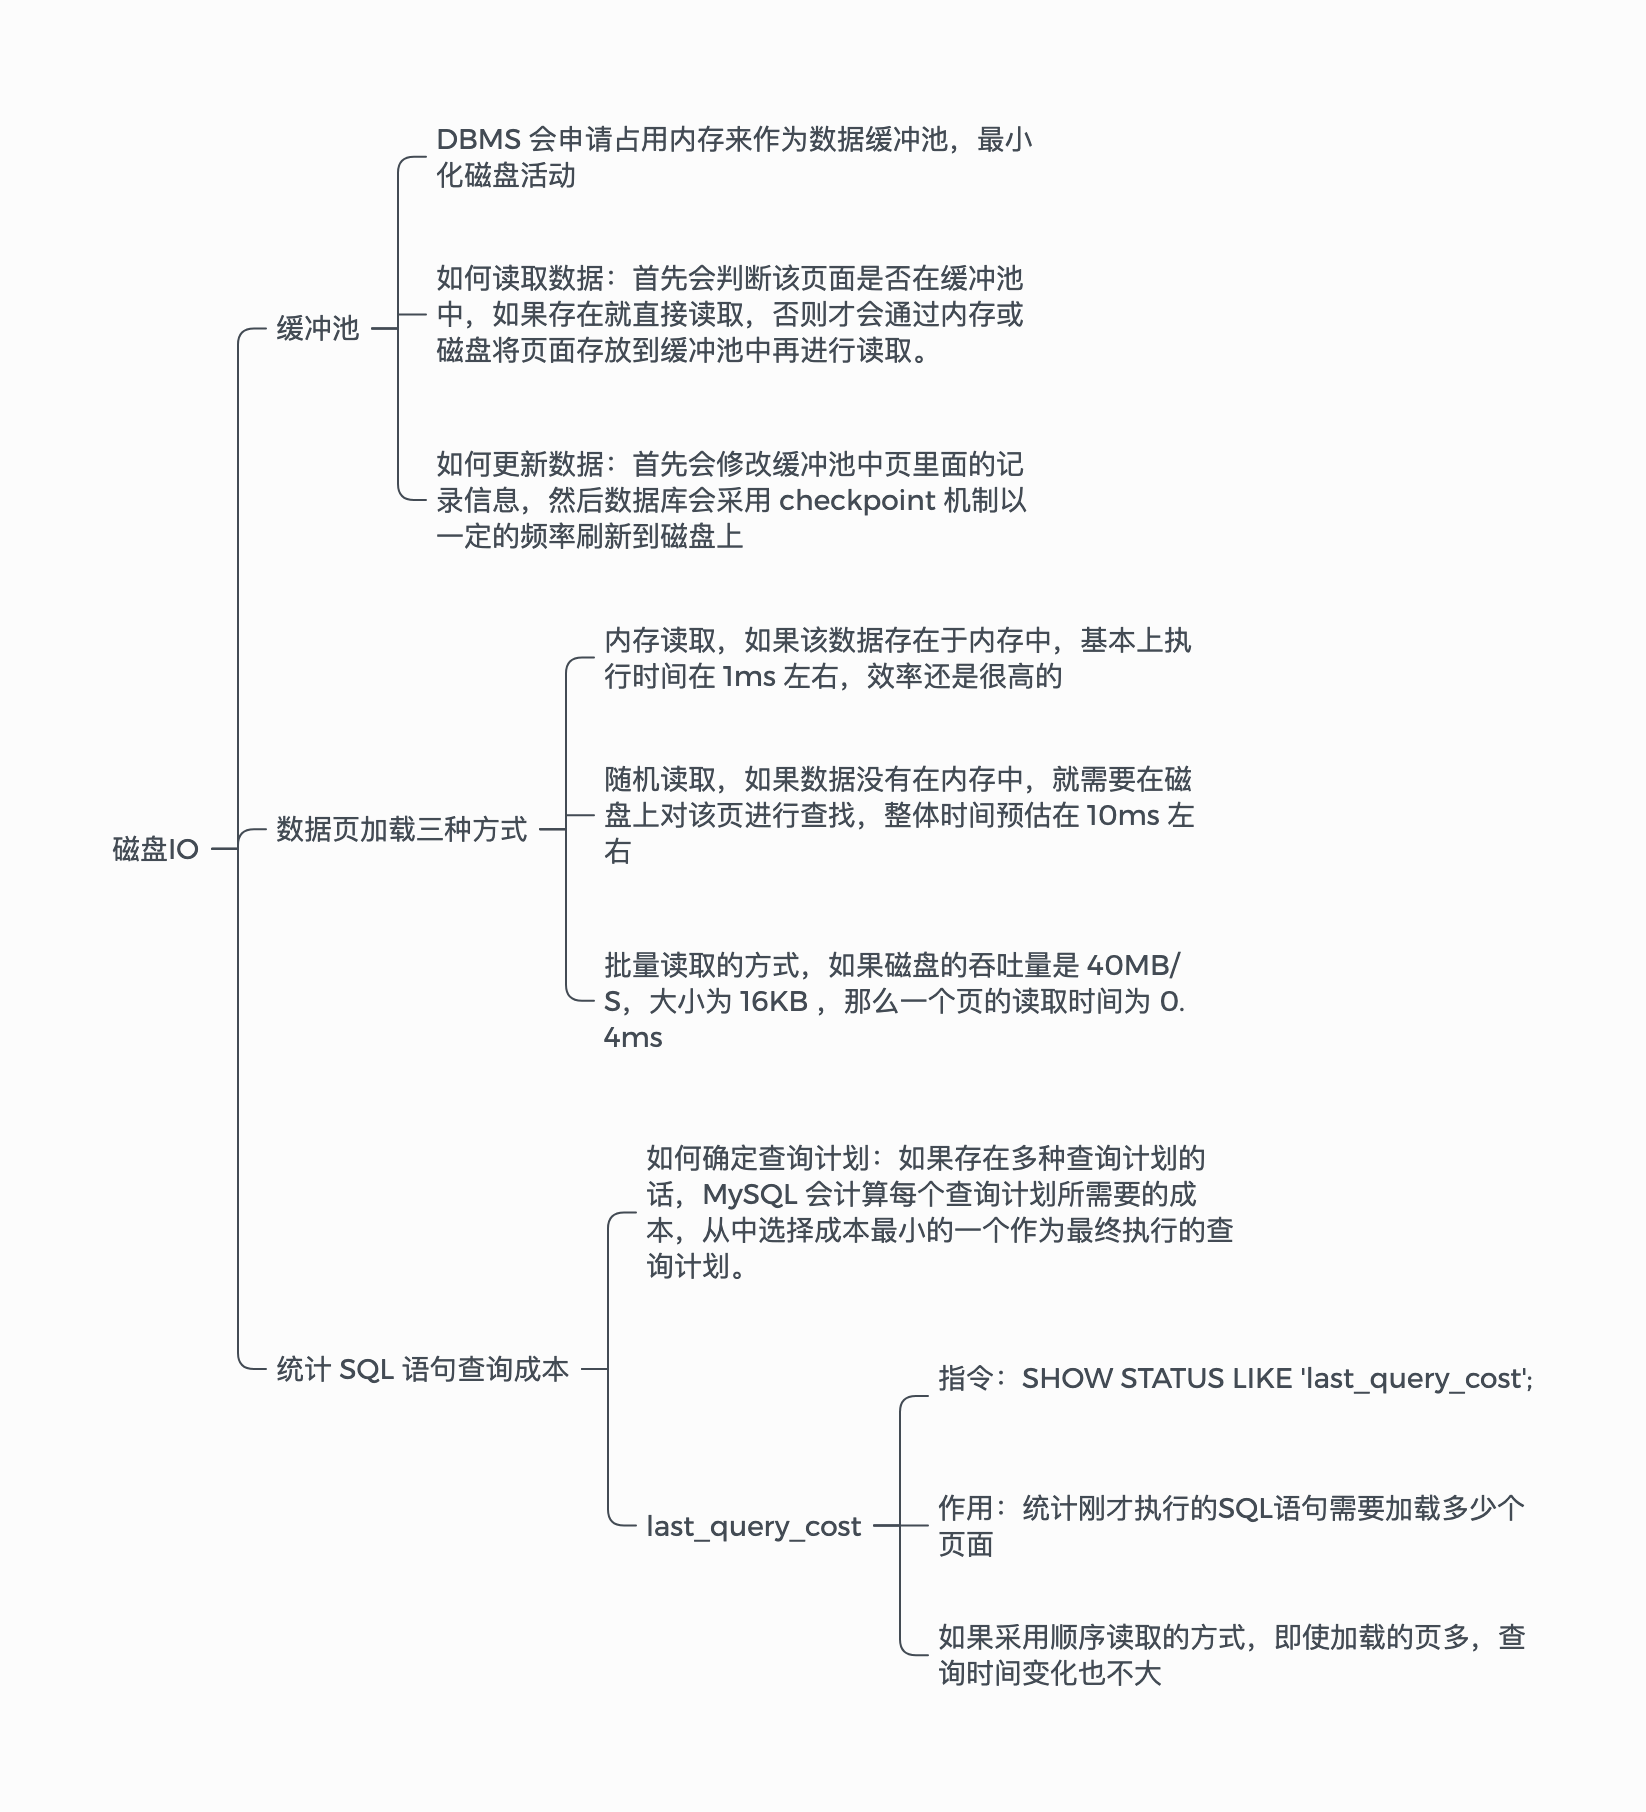 磁盘IO
缓冲池
DBMS 会申请占用内存来作为数据缓冲池，最小
化磁盘活动
如何读取数据：首先会判断该页面是否在缓冲池
中，如果存在就直接读取，否则才会通过内存或
磁盘将页面存放到缓冲池中再进行读取。
如何更新数据：首先会修改缓冲池中页里面的记
录信息，然后数据库会采用 checkpoint 机制以
一定的频率刷新到磁盘上
数据页加载三种方式
内存读取，如果该数据存在于内存中，基本上执
行时间在 1ms 左右，效率还是很高的
随机读取，如果数据没有在内存中，就需要在磁
盘上对该页进行查找，整体时间预估在 10ms 左
右
批量读取的方式，如果磁盘的吞吐量是 40MB/
S，大小为 16KB ，那么一个页的读取时间为 0.
4ms
统计 SQL 语句查询成本
如何确定查询计划：如果存在多种查询计划的
话，MySQL 会计算每个查询计划所需要的成
本，从中选择成本最小的一个作为最终执行的查
询计划。
last_query_cost
指令：SHOW STATUS LIKE 'last_query_cost';
作用：统计刚才执行的SQL语句需要加载多少个
页面
如果采用顺序读取的方式，即使加载的页多，查
询时间变化也不大